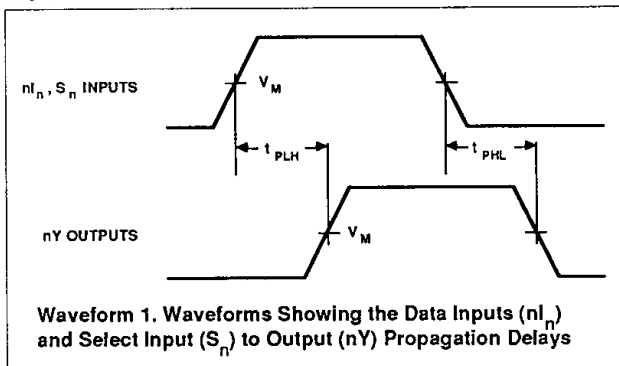 nI_n, S_n INPUTS
V_M
t_PLH
t_PHL
nY OUTPUTS
V_M
Waveform 1. Waveforms Showing the Data Inputs (nI_n)
and Select Input (S_n) to Output (nY) Propagation Delays